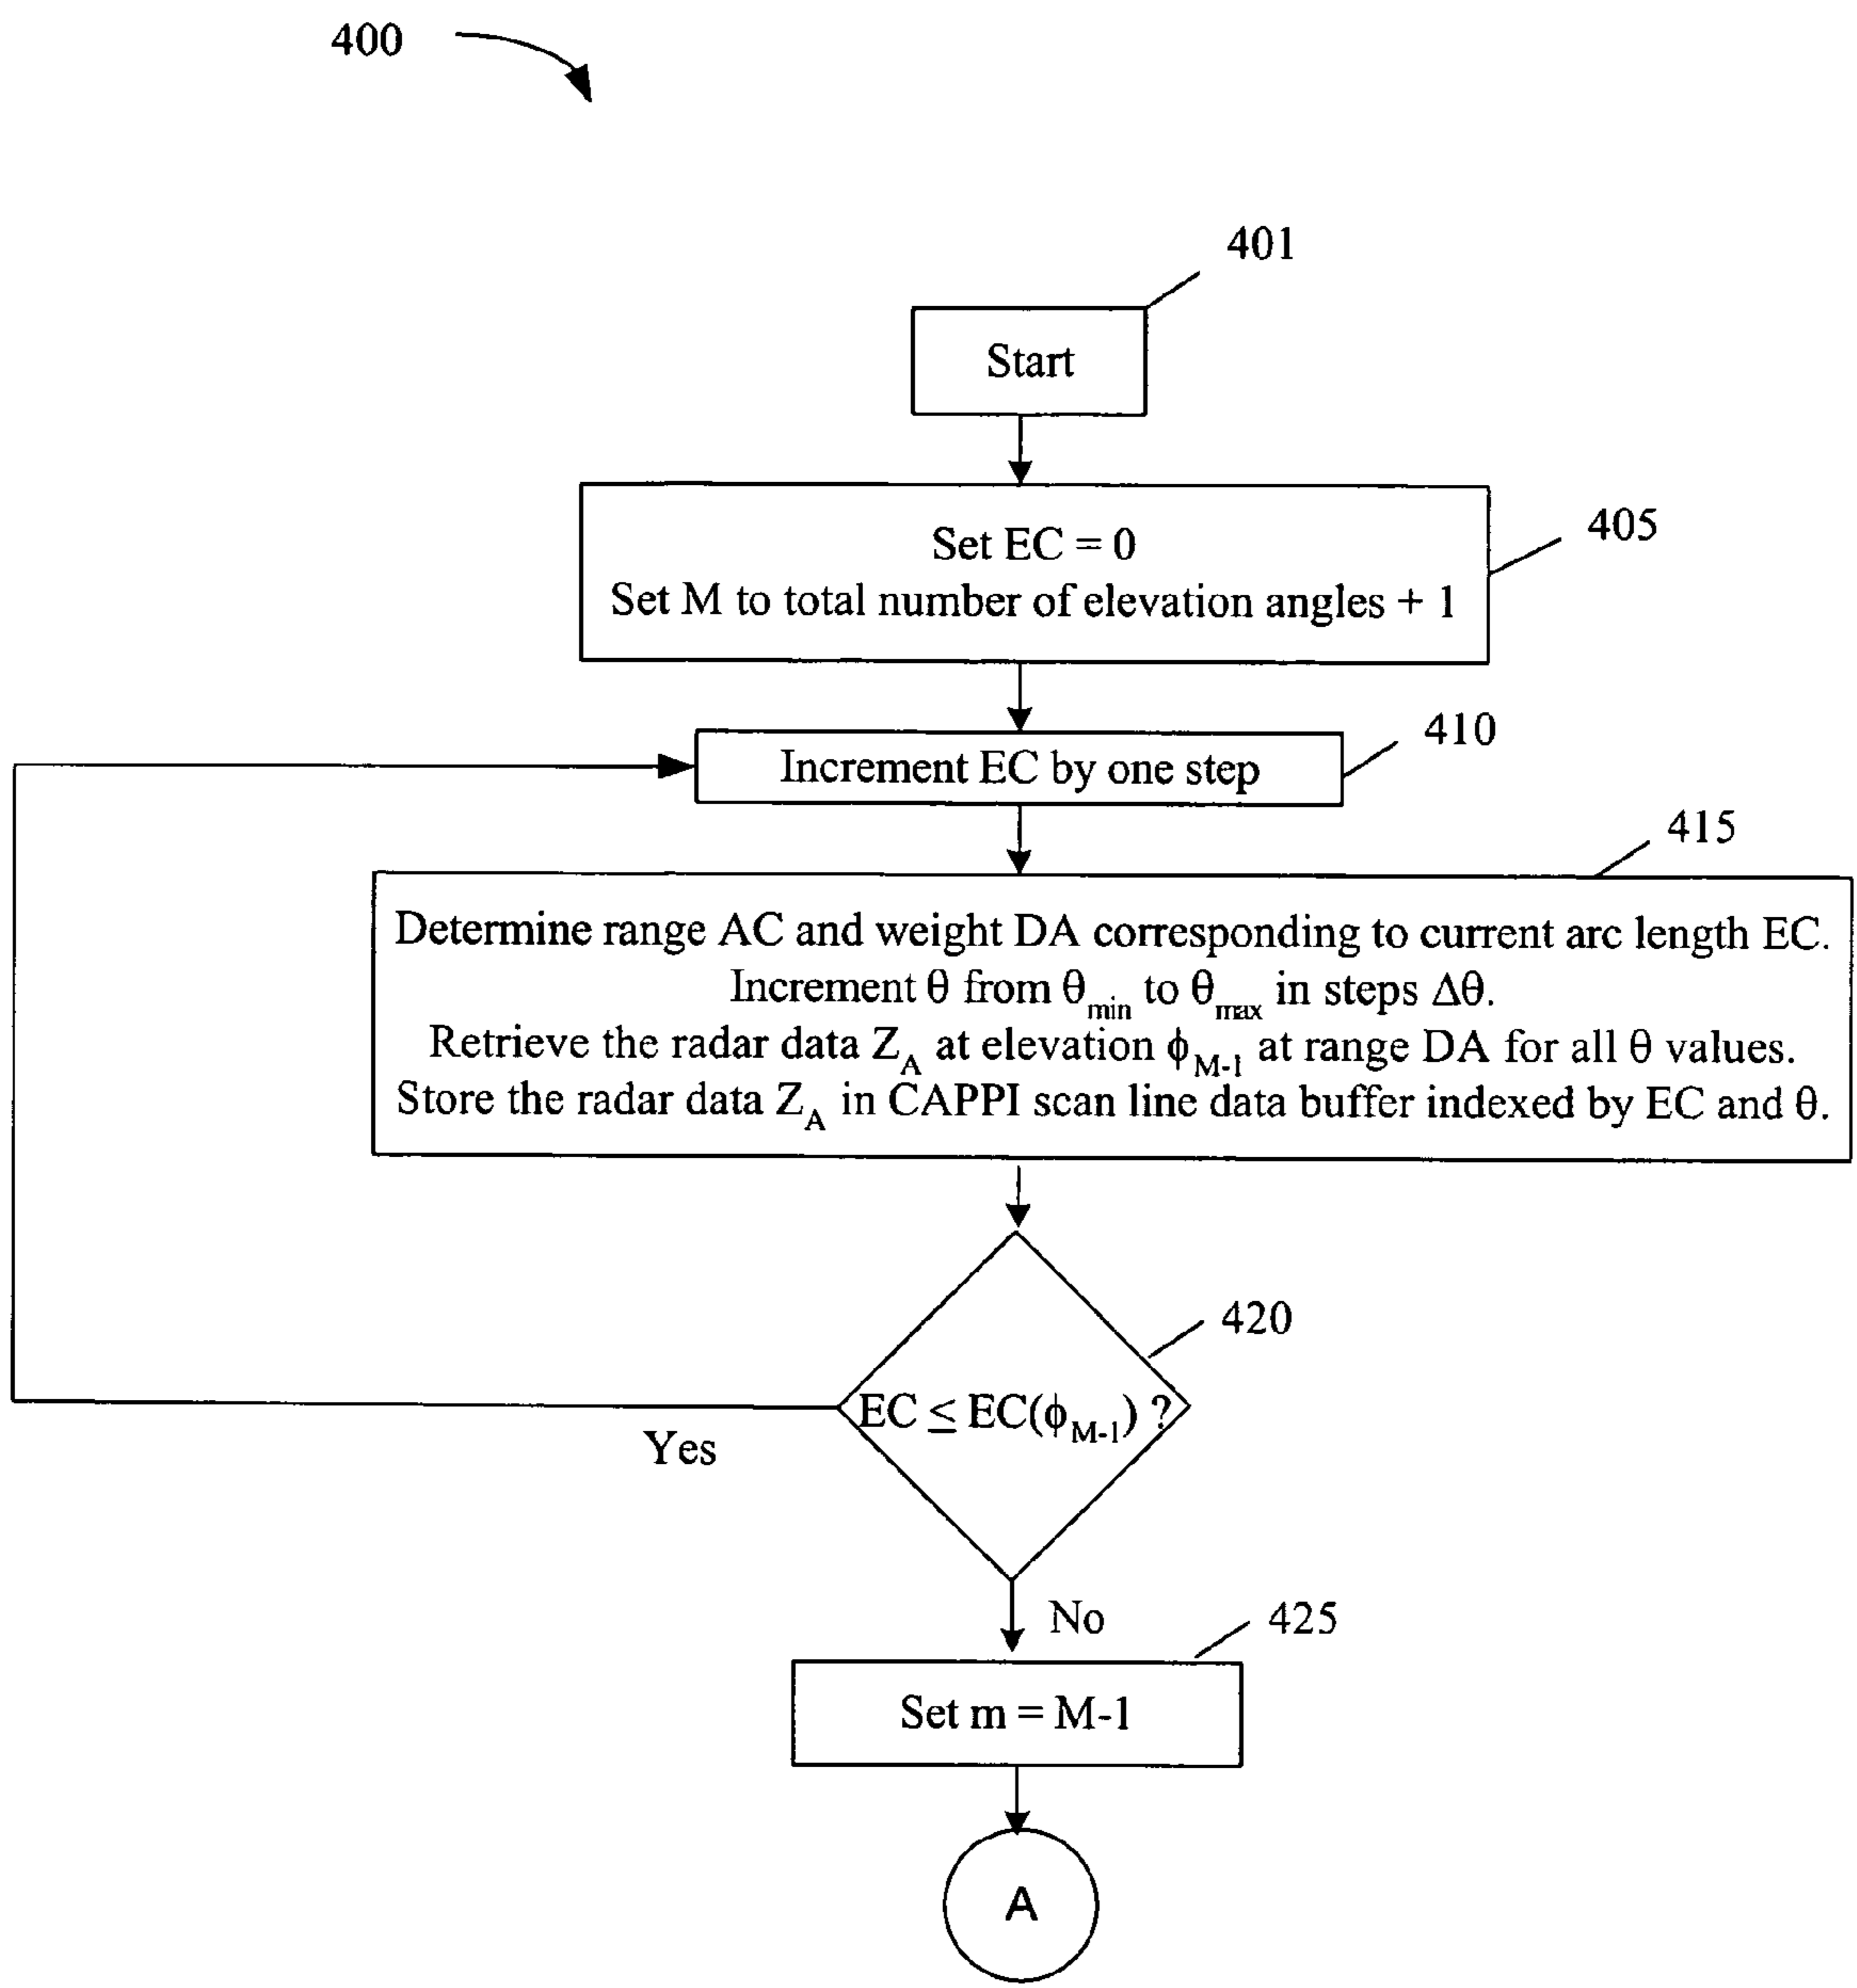 400
401
Start
405
Set EC = 0
Set M to total number of elevation angles + 1
410
Increment EC by one step
415
Determine range AC and weight DA corresponding to current arc length EC.
Increment θ from θmin to θmax in steps Δθ.
Retrieve the radar data ZA at elevation ϕM-1 at range DA for all θ values.
Store the radar data ZA in CAPPI scan line data buffer indexed by EC and θ.
420
EC ≤ EC(ϕM-1) ?
Yes
No
425
Set m = M-1
A